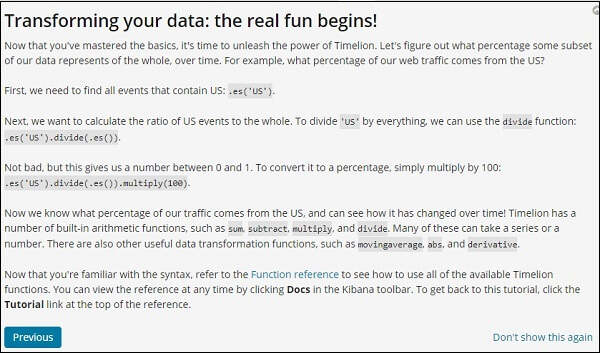 Transforming your data: the real fun begins!
Now that you've mastered the basics, it's time to unleash the power of Timelion. Let's figure out what percentage some subset
of our data represents of the whole, over time. For example, what percentage of our web traffic comes from the US?
First, we need to find all events that contain US: .es('US').
Next, we want to calculate the ratio of US events to the whole. To divide 'US' by everything, we can use the divide function:
.es('US').divide(.es()).
Not bad, but this gives us a number between 0 and 1. To convert it to a percentage, simply multiply by 100:
.es('US').divide(.es()).multiply(100).
Now we know what percentage of our traffic comes from the US, and can see how it has changed over time! Timelion has a
number of built-in arithmetic functions, such as sum, subtract, multiply, and divide. Many of these can take a series or a
number. There are also other useful data transformation functions, such as movingaverage, abs, and derivative.
Now that you're familiar with the syntax, refer to the Function reference to see how to use all of the available Timelion
functions. You can view the reference at any time by clicking Docs in the Kibana toolbar. To get back to this tutorial, click the
Tutorial link at the top of the reference.
Previous
Don't show this again